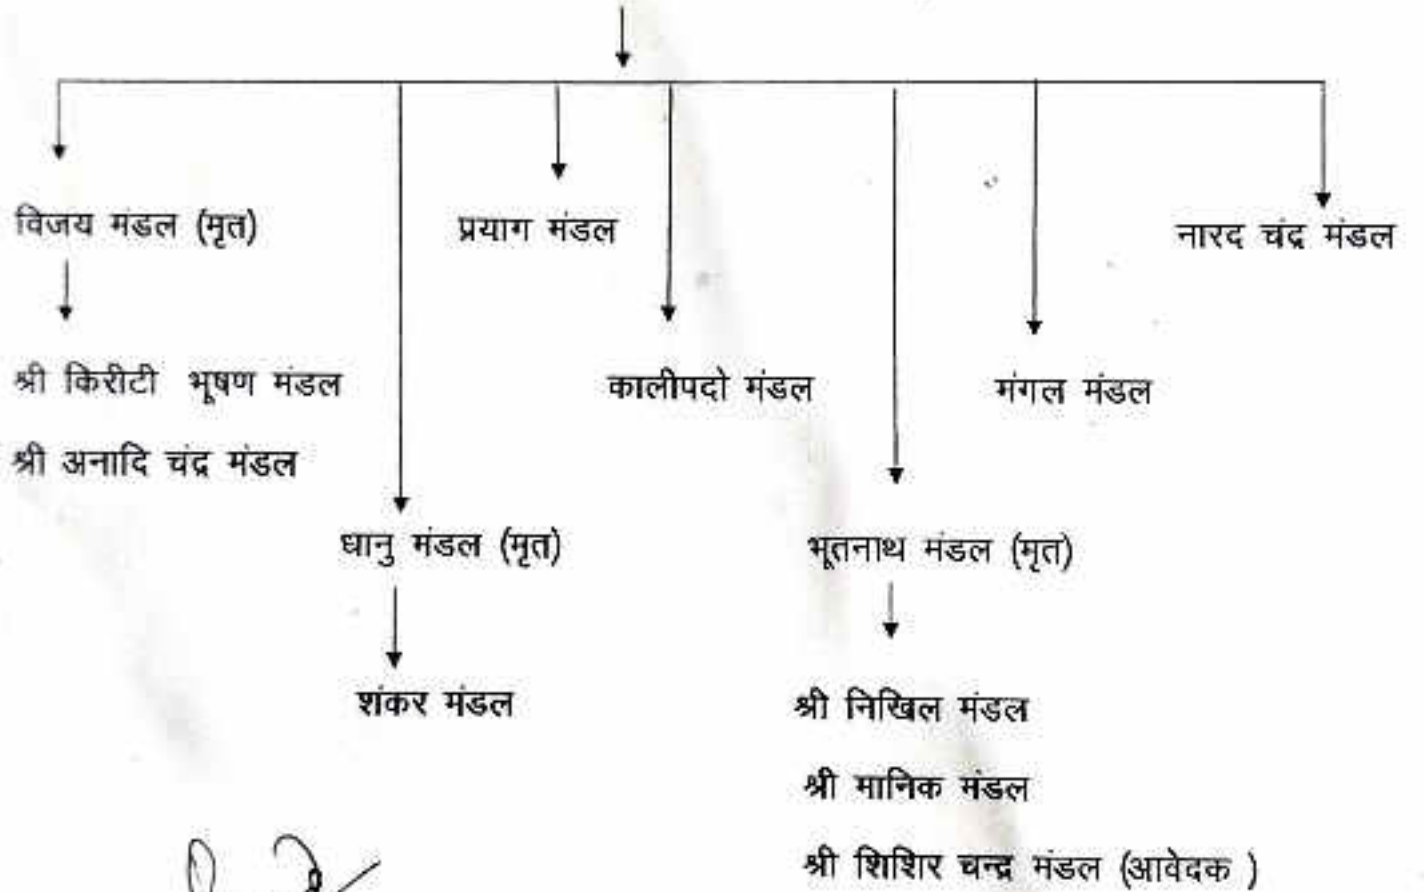 विजय मंडल (मृत)
प्रयाग मंडल
नारद चंद्र मंडल
श्री किरीटी भूषण मंडल
कालीपदो मंडल
मंगल मंडल
श्री अनादि चंद्र मंडल
धानु मंडल (मृत)
भूतनाथ मंडल (मृत)
शंकर मंडल
श्री निखिल मंडल
श्री मानिक मंडल
श्री शिशिर चन्द्र मंडल (आवेदक )